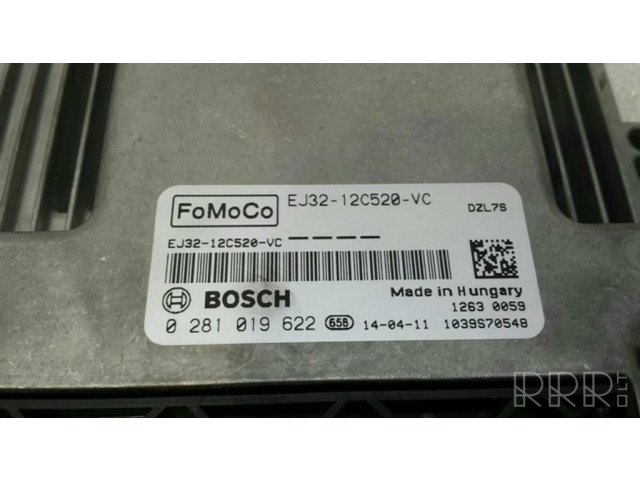 FoMoCo EJ32-12C520-VC DZL7S
EJ32-12C520-VC ————
BOSCH Made in Hungary
1263 0059
0 281 019 622 658 14-04-11 1039S70548
RRR.LT